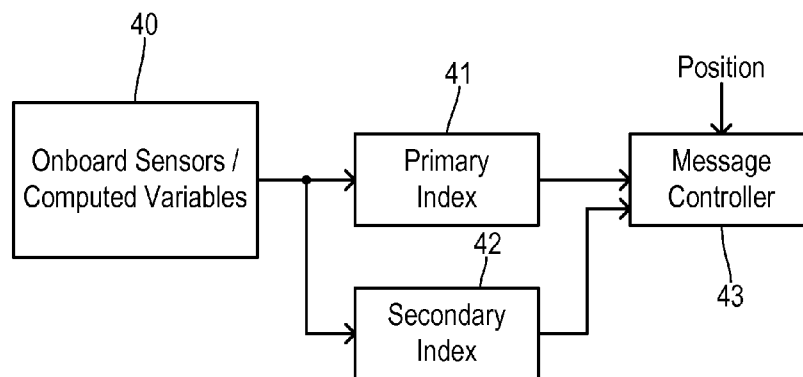 40
Onboard Sensors /
Computed Variables
41
Primary
Index
42
Secondary
Index
Position
Message
Controller
43